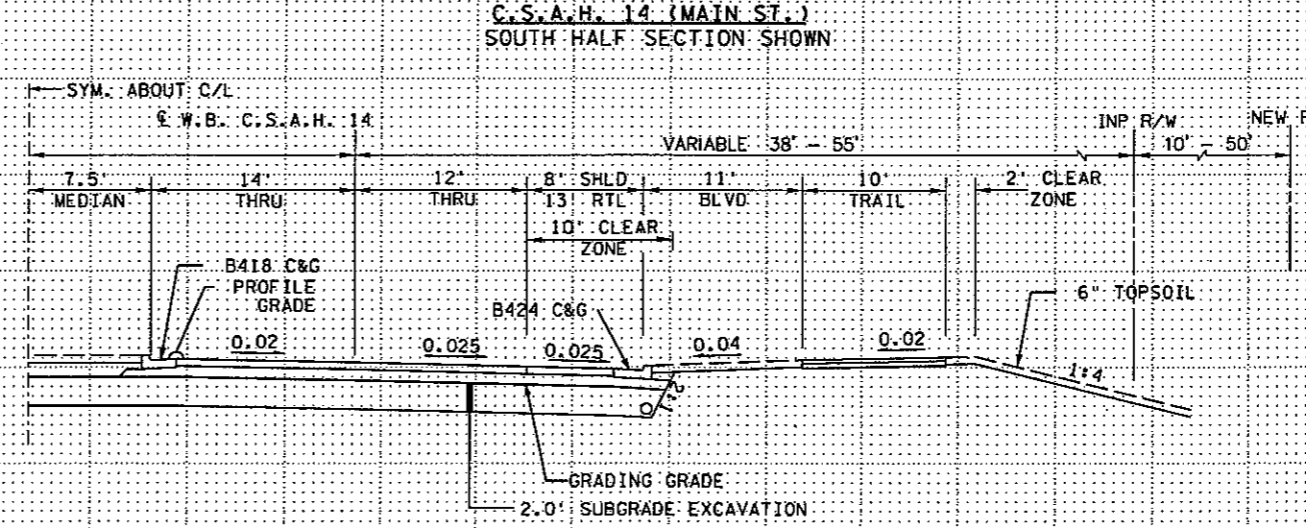 C.S.A.H. 14 (MAIN ST.)
SOUTH HALF SECTION SHOWN
SYM. ABOUT C/L
℄ W.B. C.S.A.H. 14
INP R/W
NEW
VARIABLE 38' - 55'
10' - 50'
7.5'
MEDIAN
14'
THRU
12'
THRU
8' SHLD
13' RTL
11'
BLVD
10'
TRAIL
2' CLEAR
ZONE
10' CLEAR
ZONE
B418 C&G
PROFILE
GRADE
B424 C&G
6" TOPSOIL
0.02
0.025
0.025
0.04
0.02
1:4
1:2
GRADING GRADE
2.0' SUBGRADE EXCAVATION